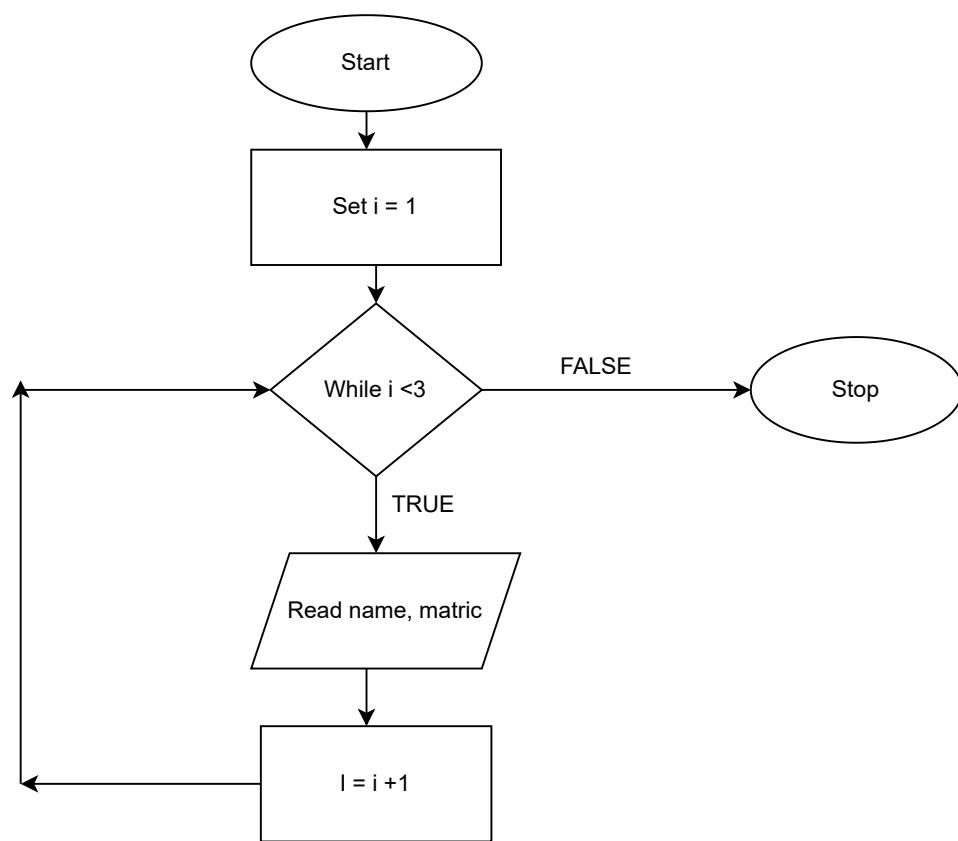 Start
Set i = 1
While i <3
FALSE
Stop
TRUE
Read name, matric
I = i +1